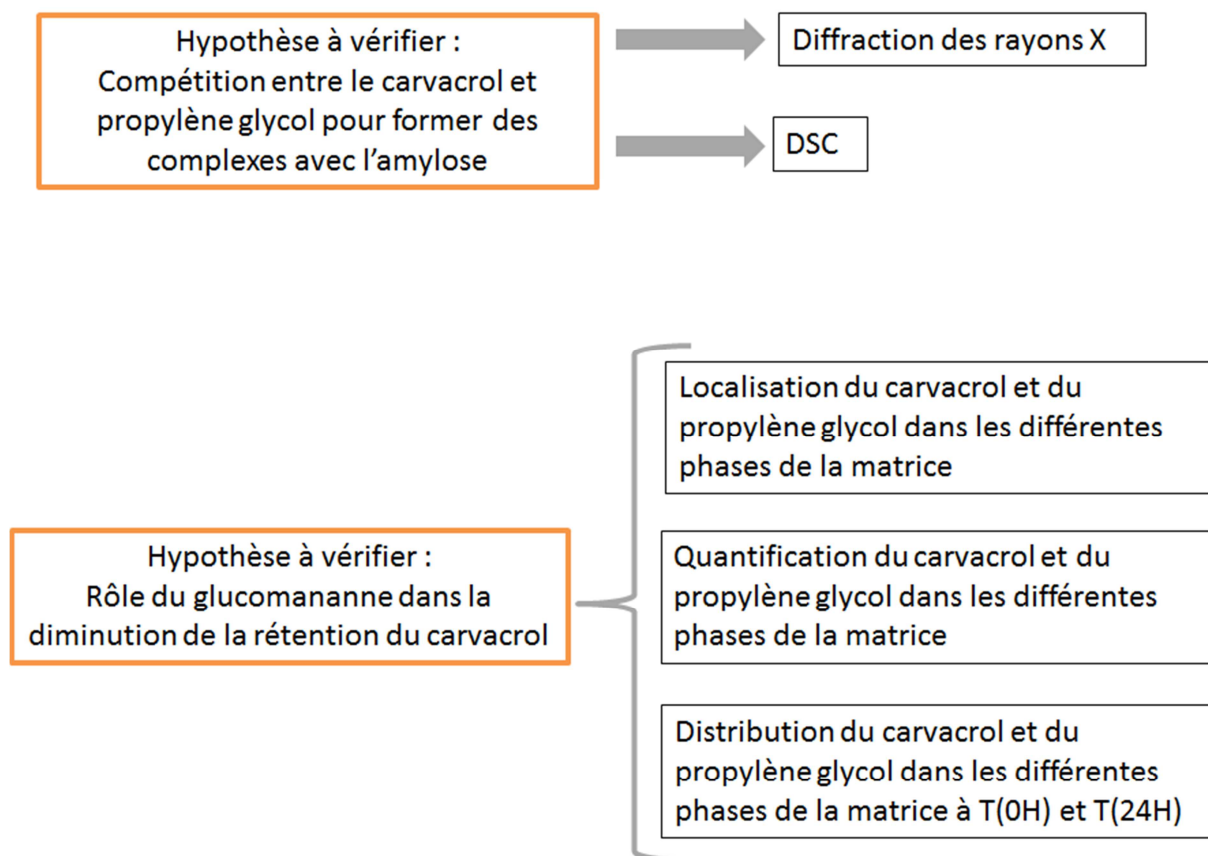 Hypothèse à vérifier :
Compétition entre le carvacrol et
propylène glycol pour former des
complexes avec l’amylose
Diffraction des rayons X
DSC
Hypothèse à vérifier :
Rôle du glucomananne dans la
diminution de la rétention du carvacrol
Localisation du carvacrol et du
propylène glycol dans les différentes
phases de la matrice
Quantification du carvacrol et du
propylène glycol dans les différentes
phases de la matrice
Distribution du carvacrol et du
propylène glycol dans les différentes
phases de la matrice à T(0H) et T(24H)